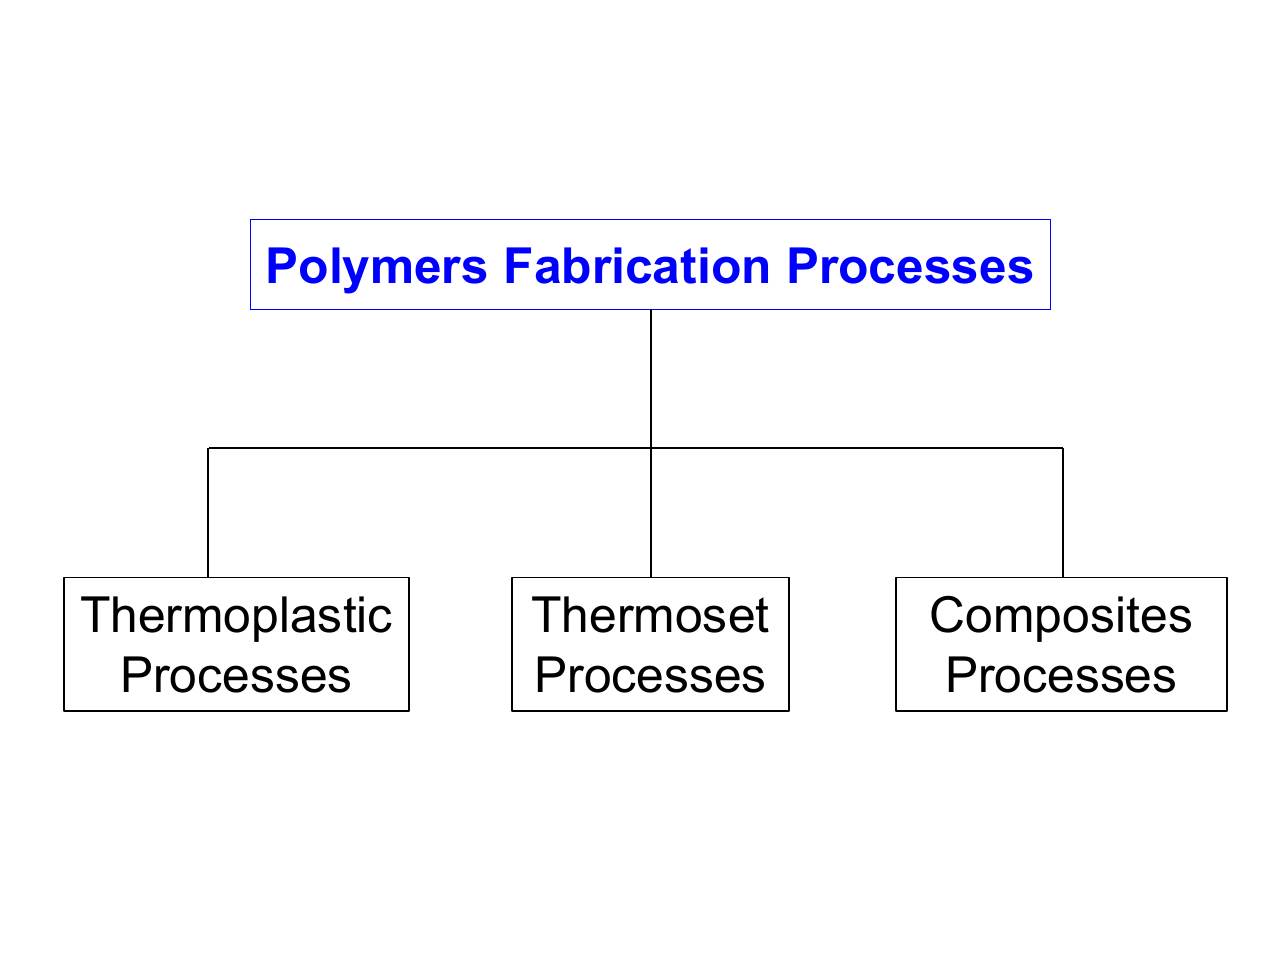 Polymers Fabrication Processes
Thermoplastic
Processes
Thermoset
Processes
Composites
Processes